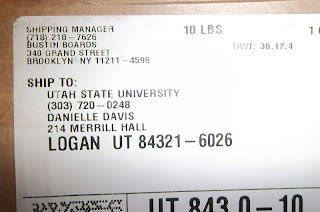 SHIPPING MANAGER
(718) 218-7626
BUSTIN BOARDS
340 GRAND STREET
BROOKLYN NY 11211-4599
10 LBS
1 O
DWT: 36,12,4
SHIP TO:
UTAH STATE UNIVERSITY
(303) 720-0248
DANIELLE DAVIS
214 MERRILL HALL
LOGAN UT 84321-6026
UT 843 0-10